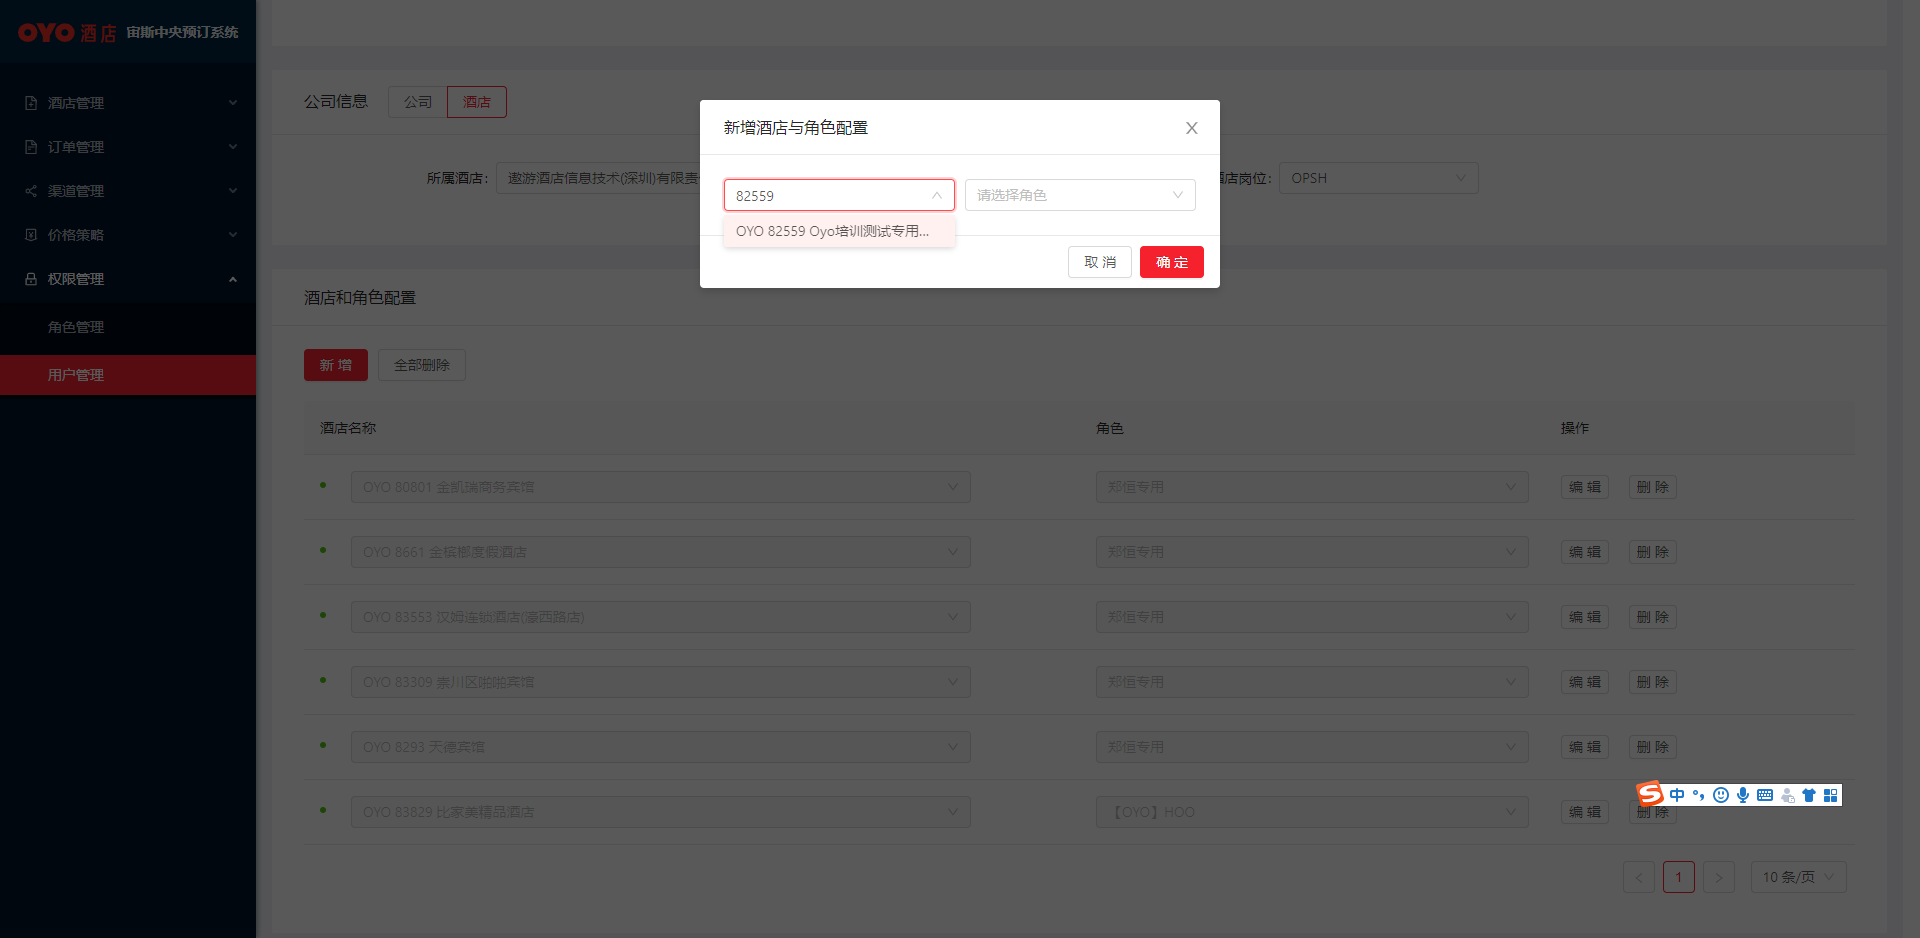 OYO 酒店 宙斯中央预订系统
酒店管理
订单管理
渠道管理
价格策略
权限管理
角色管理
用户管理
公司信息 公司 酒店
所属酒店: 遨游酒店信息技术(深圳)有限责 店岗位: OPSH
新增酒店与角色配置 X
82559 请选择角色
OYO 82559 Oyo培训测试专用...
取 消 确 定
酒店和角色配置
新 增 全部删除
酒店名称 角色 操作
OYO 80801 金凯瑞商务宾馆 郑恒专用 编 辑 删 除
OYO 8661 金槟榔度假酒店 郑恒专用 编 辑 删 除
OYO 83553 汉姆连锁酒店(濠西路店) 郑恒专用 编 辑 删 除
OYO 83309 崇川区啪啪宾馆 郑恒专用 编 辑 删 除
OYO 8293 天德宾馆 郑恒专用 编 辑 删 除
OYO 83829 比家美精品酒店 【OYO】HOO 编 辑 删 除
S 中
< 1 > 10 条/页